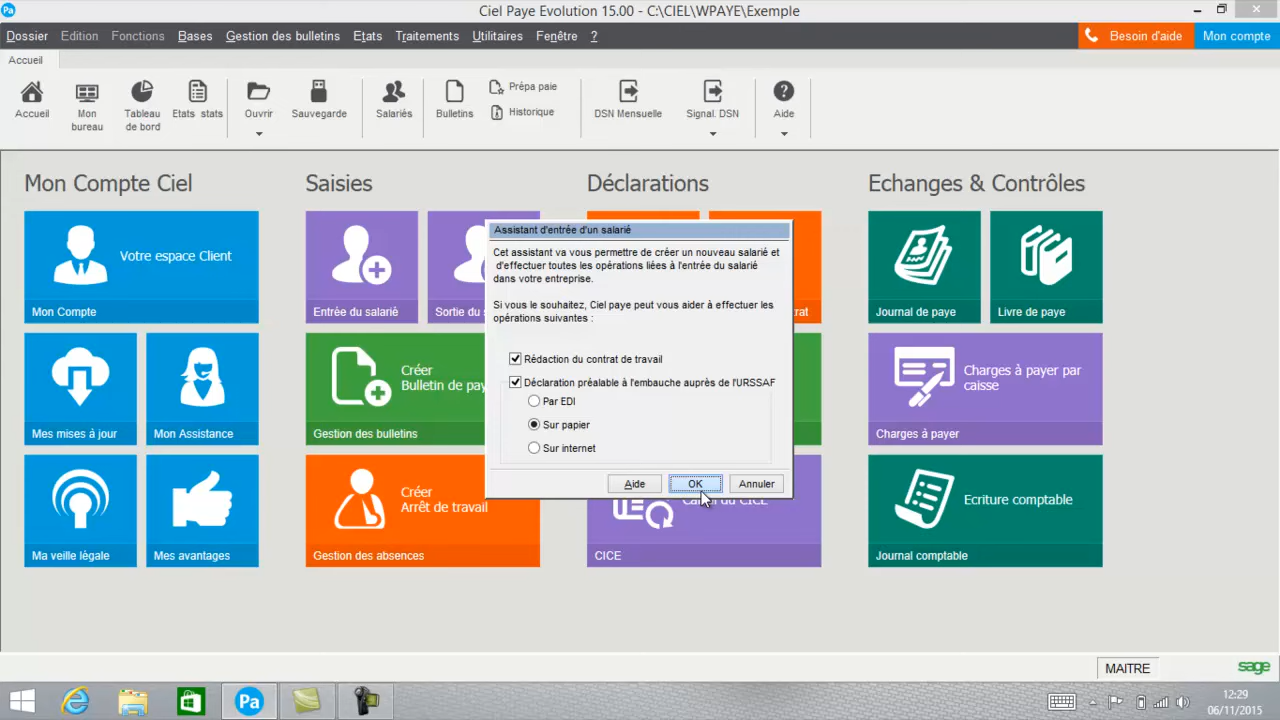 Pa
Ciel Paye Evolution 15.00 - C:\CIEL\WPAYE\Exemple
Dossier Edition Fonctions Bases Gestion des bulletins Etats Traitements Utilitaires Fenêtre ?
Besoin d'aide Mon compte
Accueil
Accueil
Mon bureau
Tableau de bord
Etats stats
Ouvrir
Sauvegarde
Salariés
Bulletins
Prépa paie
Historique
DSN Mensuelle
Signal. DSN
Aide
Mon Compte Ciel
Votre espace Client
Mon Compte
Mes mises à jour
Mon Assistance
Ma veille légale
Mes avantages
Saisies
Entrée du salarié
Sortie du
Créer
Bulletin de pay
Gestion des bulletins
Créer
Arrêt de travail
Gestion des absences
Déclarations
rat
CICE
Echanges & Contrôles
Journal de paye
Livre de paye
Charges à payer par
caisse
Charges à payer
Ecriture comptable
Journal comptable
Assistant d'entrée d'un salarié
Cet assistant va vous permettre de créer un nouveau salarié et
d'effectuer toutes les opérations liées à l'entrée du salarié
dans votre entreprise.
Si vous le souhaitez, Ciel paye peut vous aider à effectuer les
opérations suivantes :
Rédaction du contrat de travail
Déclaration préalable à l'embauche auprès de l'URSSAF
Par EDI
Sur papier
Sur internet
Aide OK Annuler
MAITRE
sage
Pa
12:29
06/11/2015